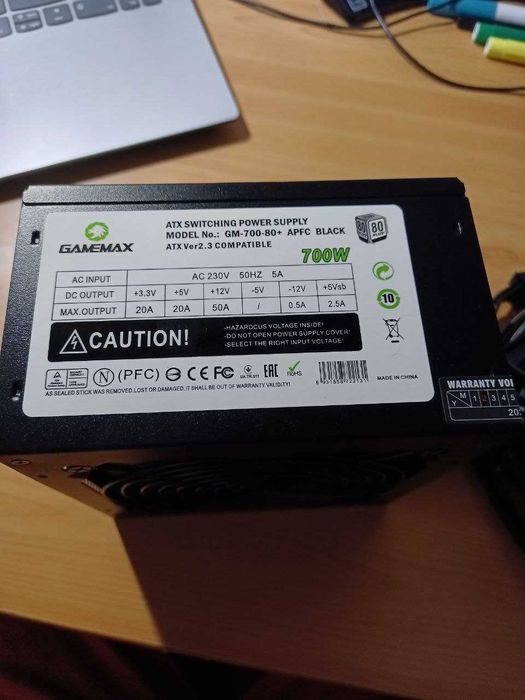 GAMEMAX
ATX SWITCHING POWER SUPPLY
MODEL No.: GM-700-80+ APFC BLACK
ATX Ver2.3 COMPATIBLE
80
PLUS
700W
AC INPUT AC 230V 50HZ 5A
DC OUTPUT +3.3V +5V +12V -5V -12V +5Vsb
MAX.OUTPUT 20A 20A 50A / 0.5A 2.5A
10
CAUTION!
-HAZARDCUS VOLTAGE INSIDE!
-DO NOT OPEN POWER SUPPLY COVER!
-SELECT THE RIGHT INPUT VOLTAGE!
N (PFC) CE FC EAC RoHS
MADE IN CHINA
AS SEALED STICK WAS REMOVED.LOST OR DAMAGED.IT SHALL BE OUT OF WARRANTY VALIDITY!
WARRANTY VOI
Y M 1 2 3 4 5
20